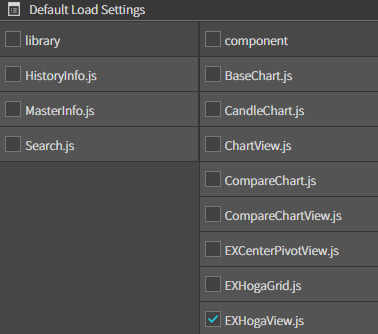 Default Load Settings
library
HistoryInfo.js
MasterInfo.js
Search.js
component
BaseChart.js
CandleChart.js
ChartView.js
CompareChart.js
CompareChartView.js
EXCenterPivotView.js
EXHogaGrid.js
EXHogaView.js